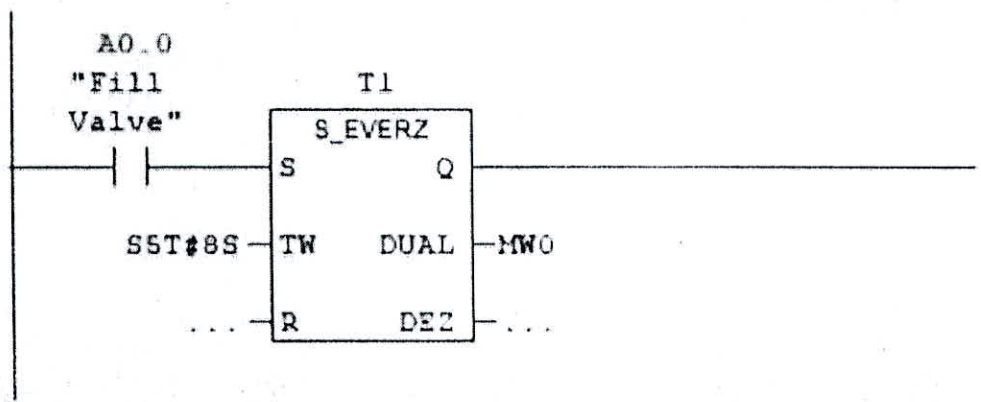 A0.0
"Fill
Valve"
T1
S_EVERZ
S Q
S5T#8S TW DUAL MW0
... R DEZ ...